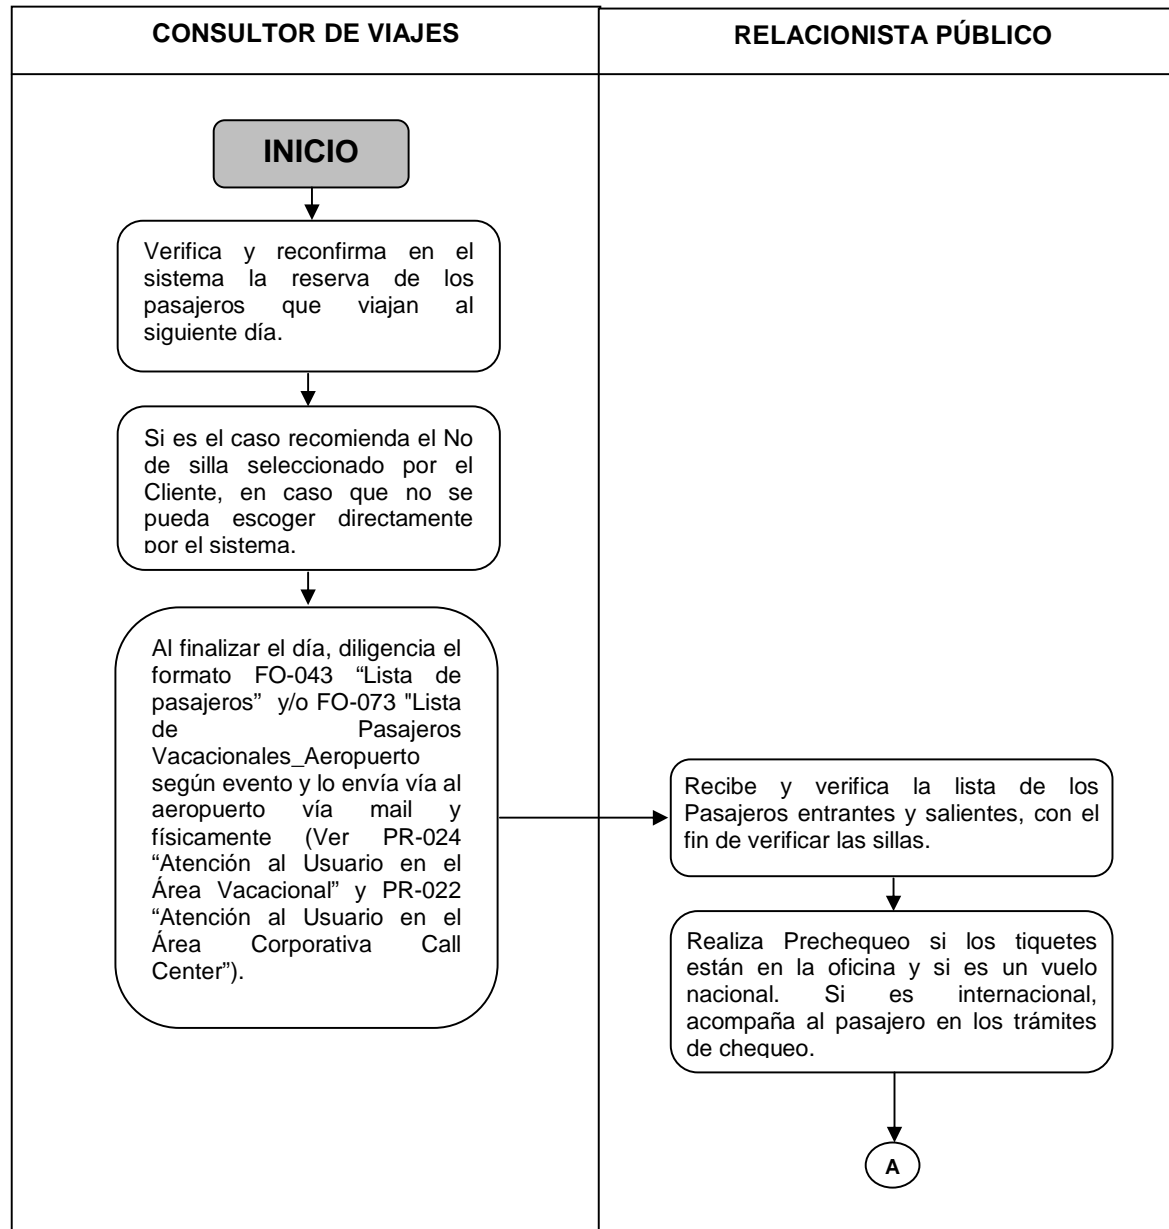 CONSULTOR DE VIAJES
RELACIONISTA PÚBLICO
INICIO
Verifica y reconfirma en el
sistema la reserva de los
pasajeros que viajan al
siguiente día.
Si es el caso recomienda el No
de silla seleccionado por el
Cliente, en caso que no se
pueda escoger directamente
por el sistema.
Al finalizar el día, diligencia el
formato FO-043 “Lista de
pasajeros” y/o FO-073 "Lista
de Pasajeros
Vacacionales_Aeropuerto
según evento y lo envía vía al
aeropuerto vía mail y
físicamente (Ver PR-024
“Atención al Usuario en el
Área Vacacional” y PR-022
“Atención al Usuario en el
Área Corporativa Call
Center”).
Recibe y verifica la lista de los
Pasajeros entrantes y salientes, con el
fin de verificar las sillas.
Realiza Prechequeo si los tiquetes
están en la oficina y si es un vuelo
nacional. Si es internacional,
acompaña al pasajero en los trámites
de chequeo.
A